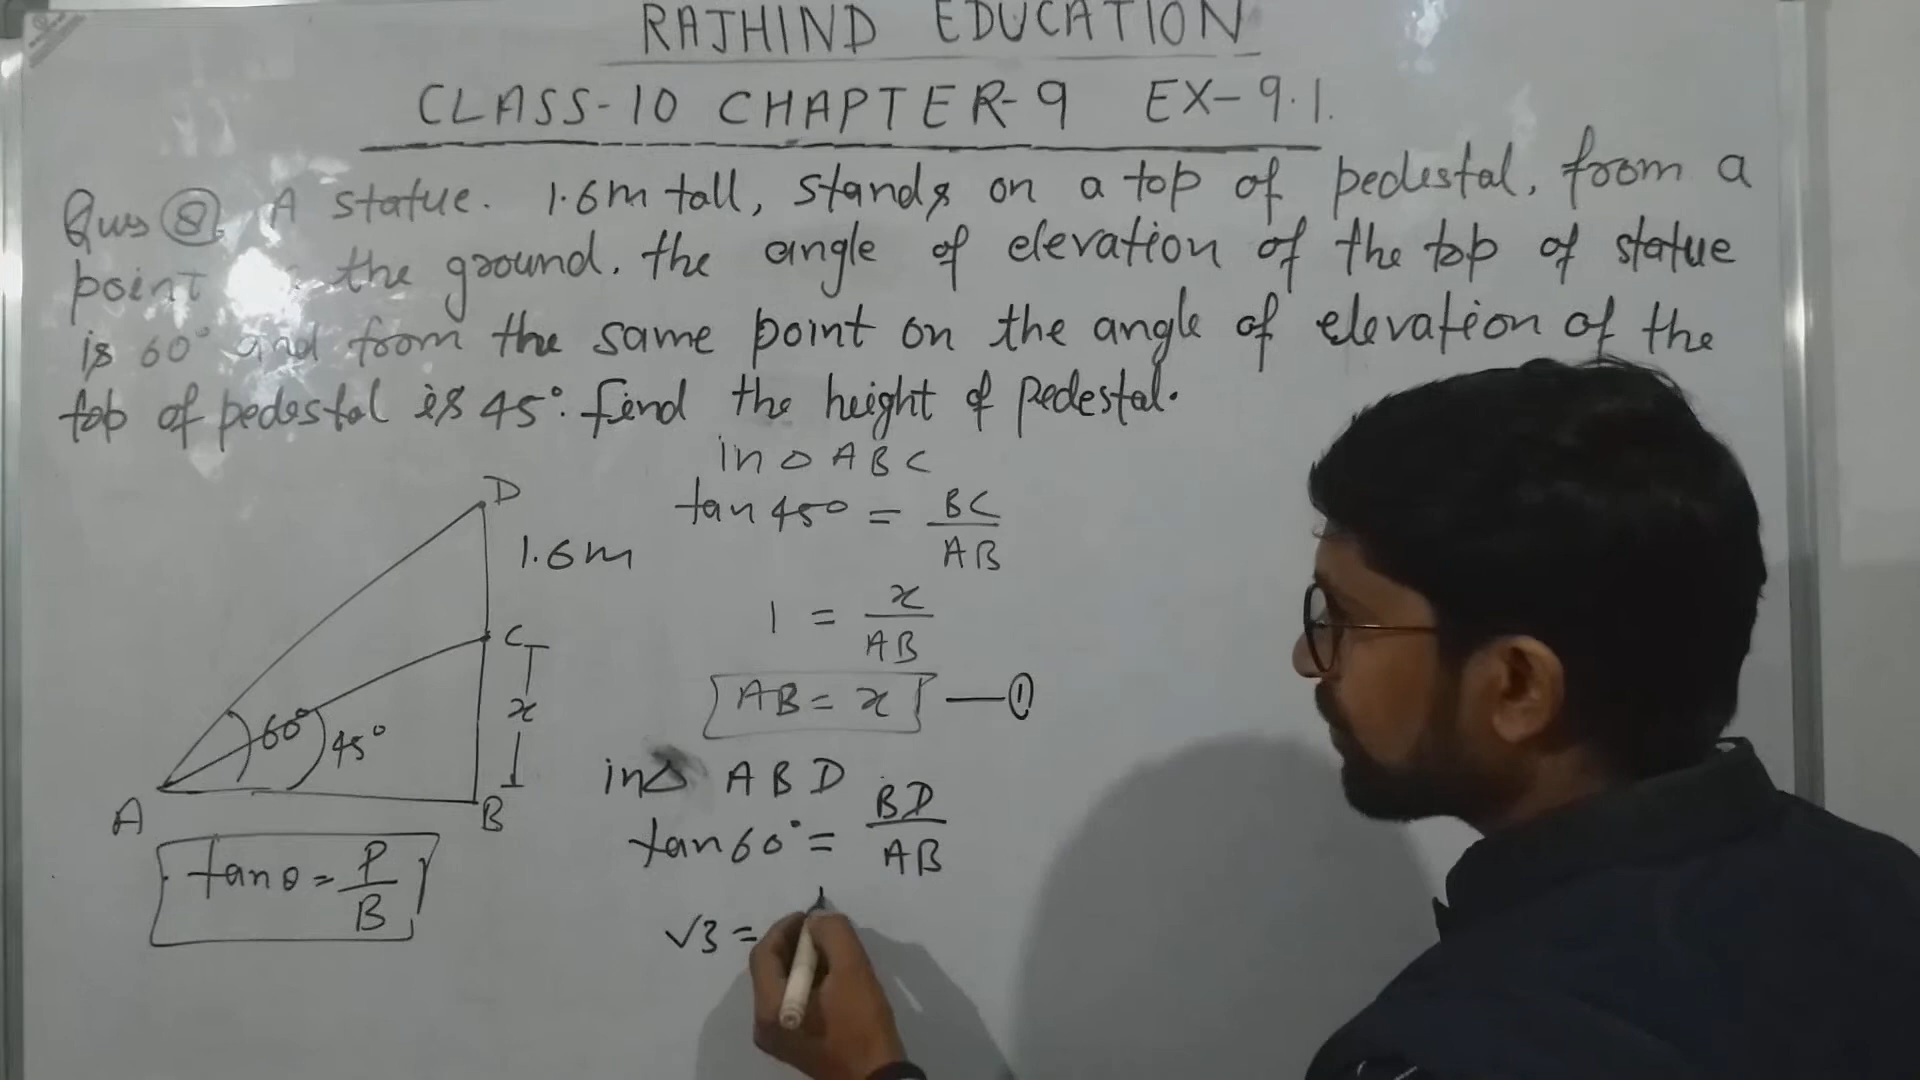 RAJHIND EDUCATION
CLASS-10 CHAPTER-9 EX-9.1.
Qus 8. A statue. 1.6m tall, stands on a top of pedestal, from a
point the ground. the angle of elevation of the top of statue
is 60° and from the same point on the angle of elevation of the
top of pedestal is 45°. find the height of pedestal.
in △ ABC
tan 45° = BC/AB
1 = x/AB
AB = x —①
in△ ABD
tan 60° = BD/AB
√3 =
D
1.6m
C
x
60° 45°
A
B
tanθ = P/B